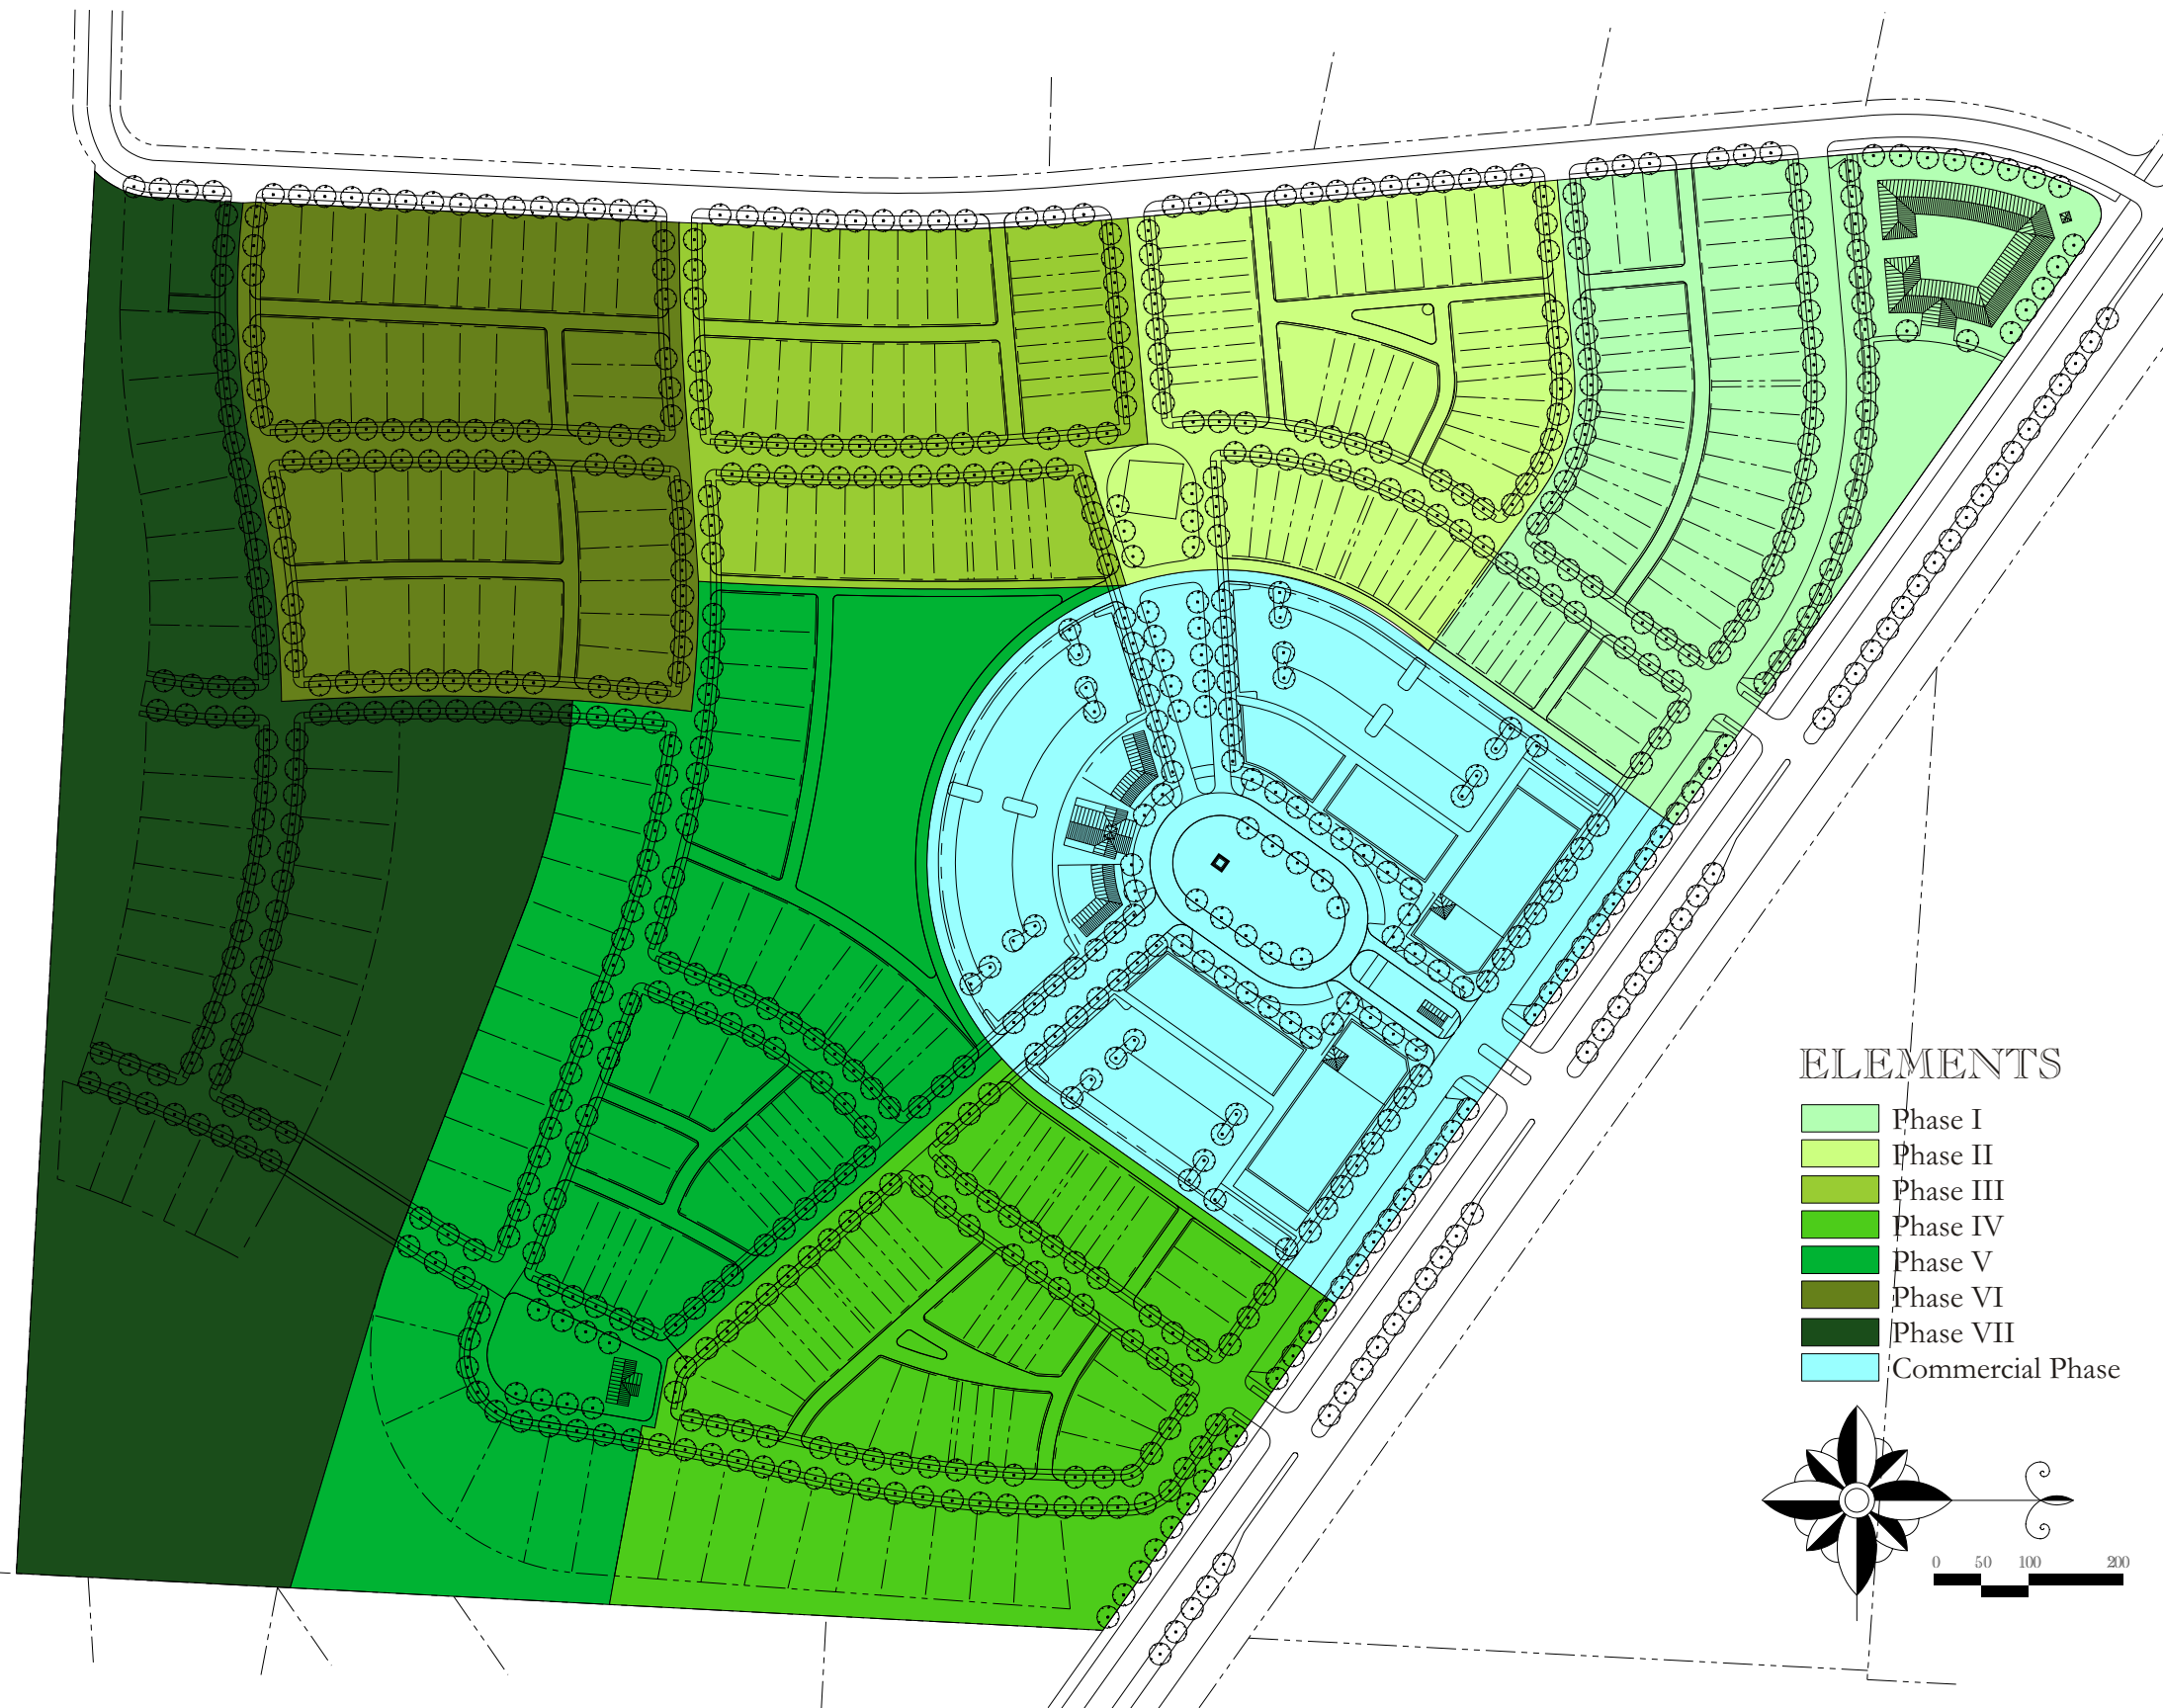 ELEMENTS
Phase I
Phase II
Phase III
Phase IV
Phase V
Phase VI
Phase VII
Commercial Phase
0 50 100 200